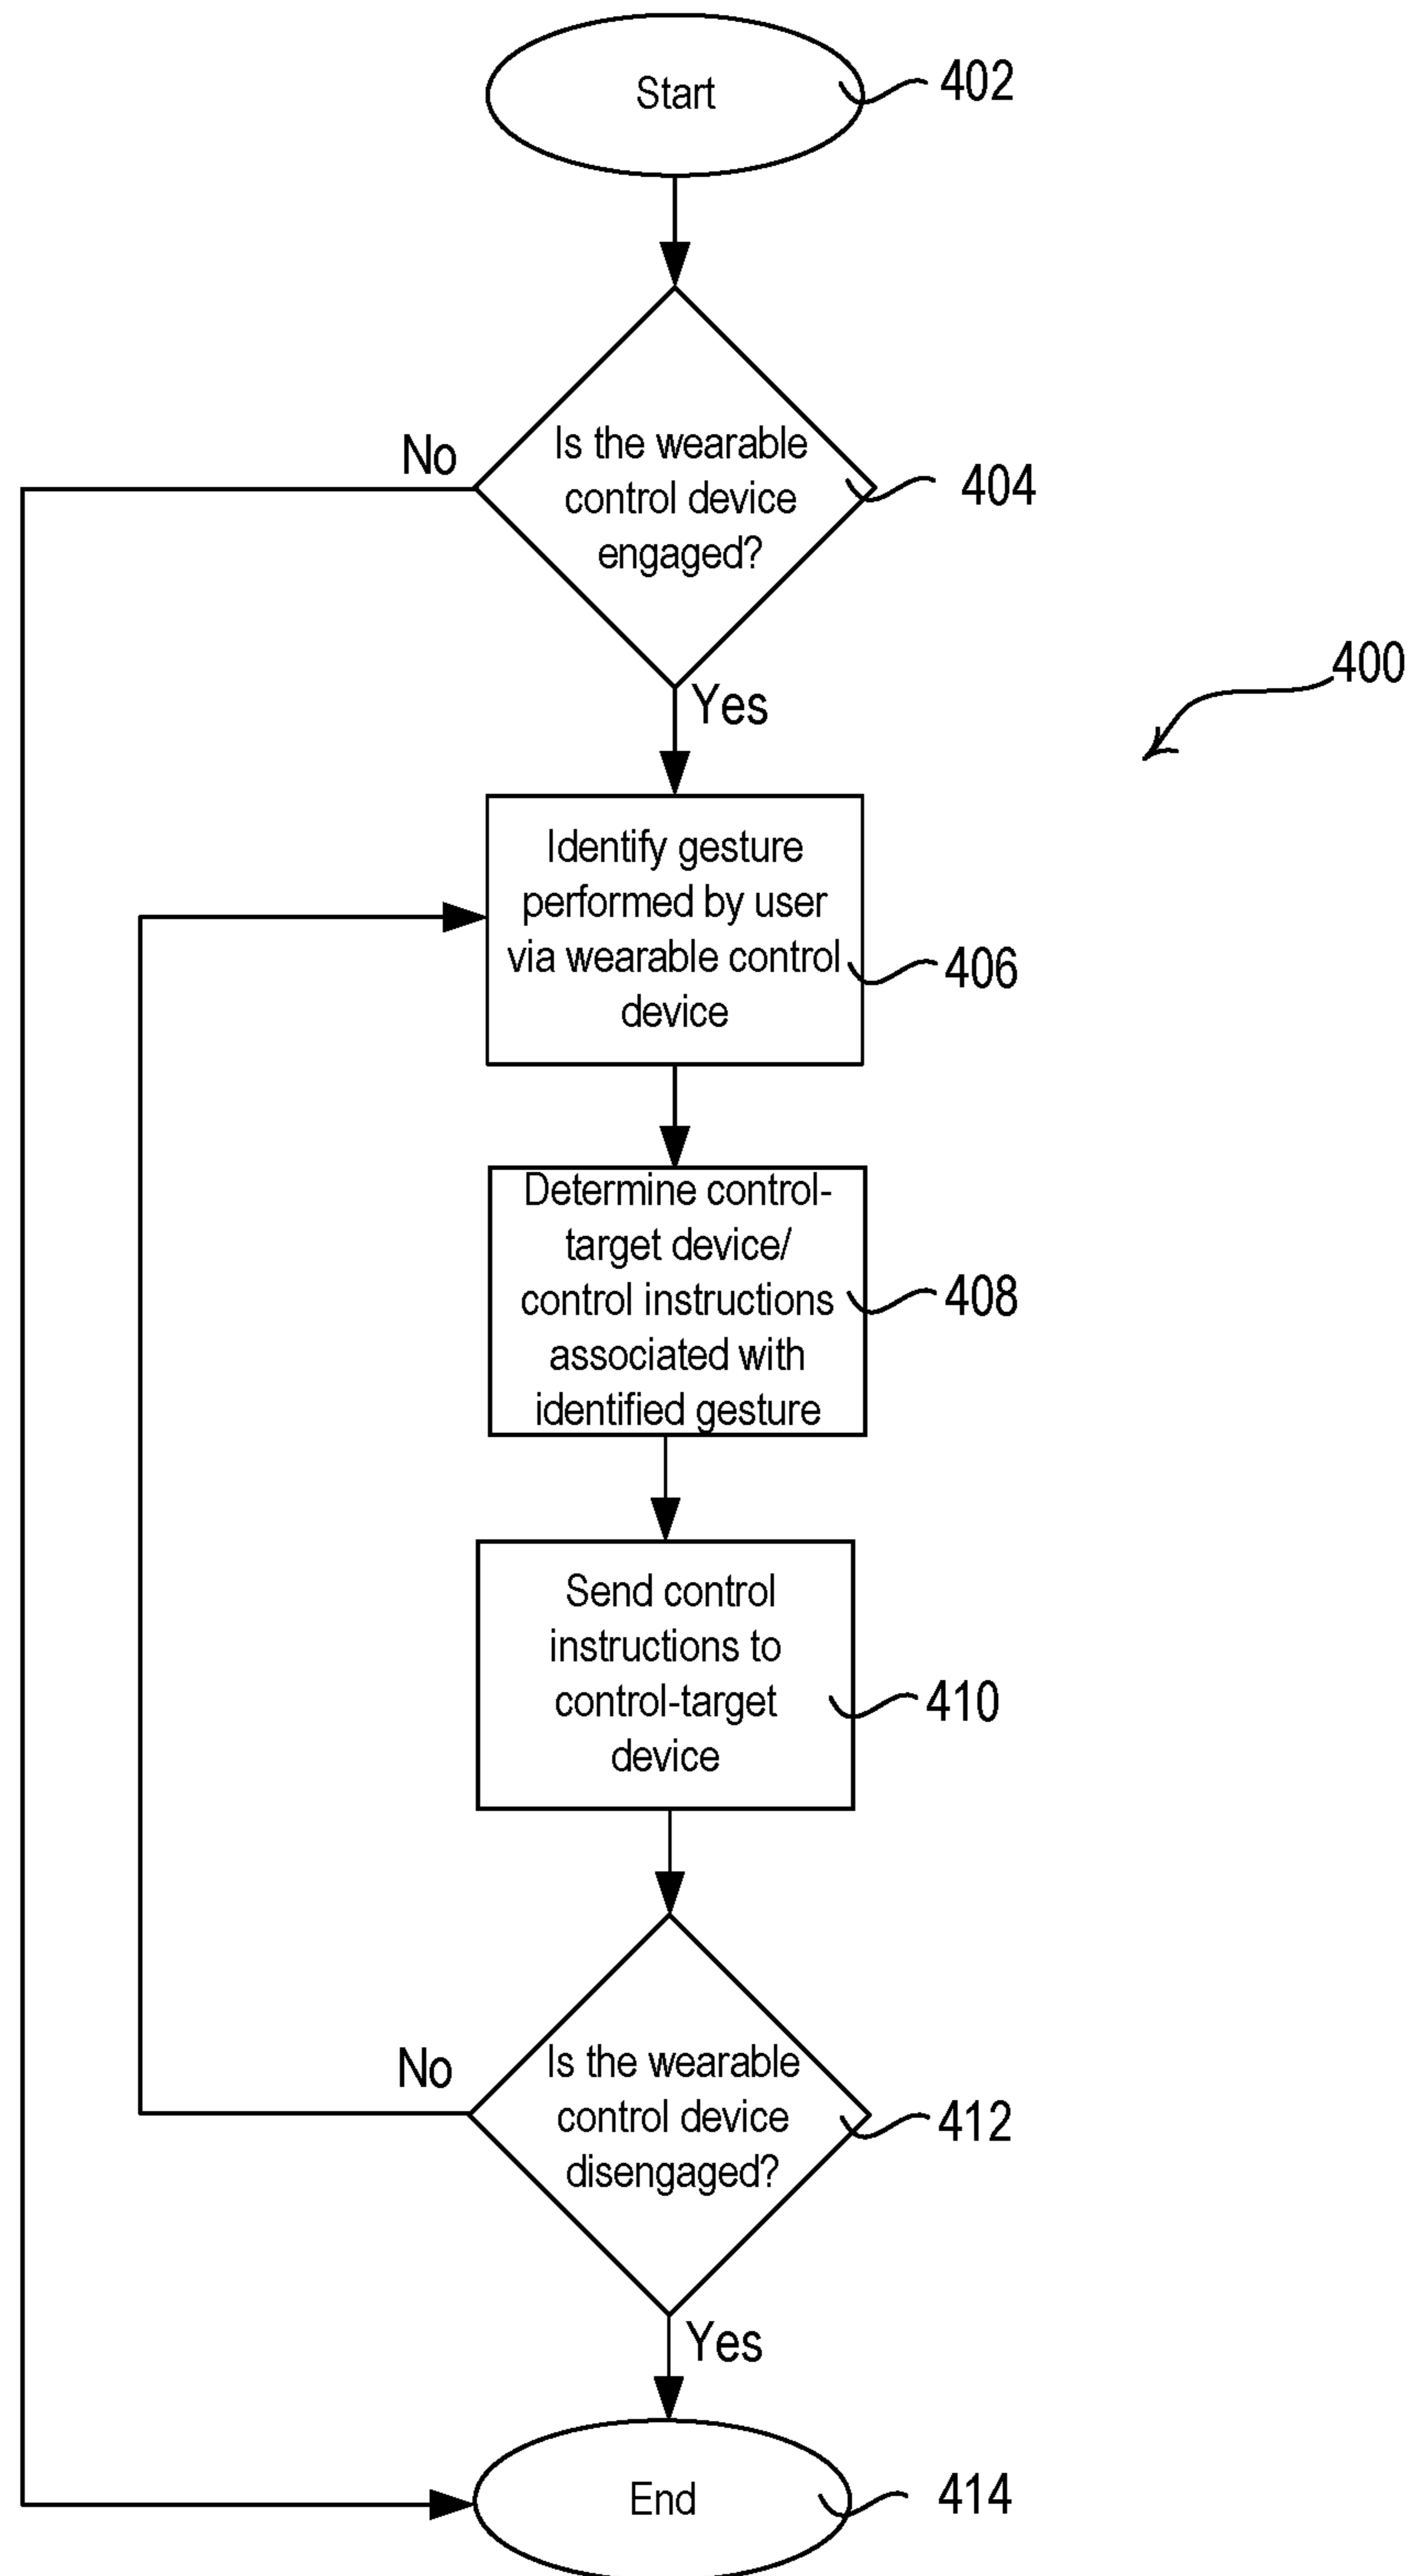 Start
402
Is the wearable
control device
engaged?
404
No
Yes
400
Identify gesture
performed by user
via wearable control
device
406
Determine control-
target device/
control instructions
associated with
identified gesture
408
Send control
instructions to
control-target
device
410
Is the wearable
control device
disengaged?
412
No
Yes
End
414